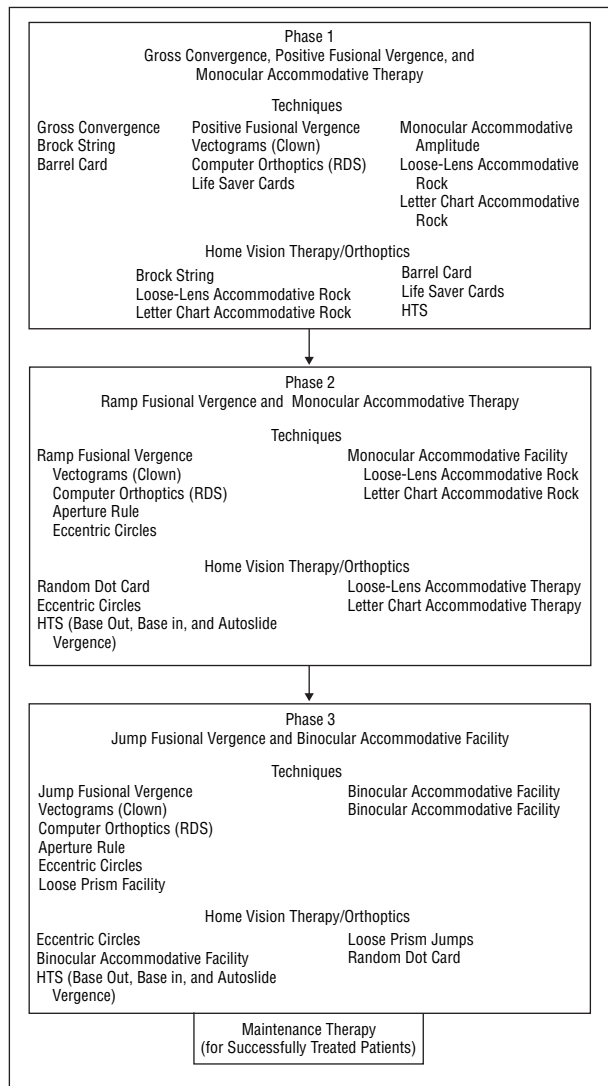 Phase 1
Gross Convergence, Positive Fusional Vergence, and
Monocular Accommodative Therapy
Techniques
Gross Convergence
Brock String
Barrel Card
Positive Fusional Vergence
Vectograms (Clown)
Computer Orthoptics (RDS)
Life Saver Cards
Monocular Accommodative
Amplitude
Loose-Lens Accommodative
Rock
Letter Chart Accommodative
Rock
Home Vision Therapy/Orthoptics
Brock String
Loose-Lens Accommodative Rock
Letter Chart Accommodative Rock
Barrel Card
Life Saver Cards
HTS
Phase 2
Ramp Fusional Vergence and Monocular Accommodative Therapy
Techniques
Ramp Fusional Vergence
Vectograms (Clown)
Computer Orthoptics (RDS)
Aperture Rule
Eccentric Circles
Monocular Accommodative Facility
Loose-Lens Accommodative Rock
Letter Chart Accommodative Rock
Home Vision Therapy/Orthoptics
Random Dot Card
Eccentric Circles
HTS (Base Out, Base in, and Autoslide
Vergence)
Loose-Lens Accommodative Therapy
Letter Chart Accommodative Therapy
Phase 3
Jump Fusional Vergence and Binocular Accommodative Facility
Techniques
Jump Fusional Vergence
Vectograms (Clown)
Computer Orthoptics (RDS)
Aperture Rule
Eccentric Circles
Loose Prism Facility
Binocular Accommodative Facility
Binocular Accommodative Facility
Home Vision Therapy/Orthoptics
Eccentric Circles
Binocular Accommodative Facility
HTS (Base Out, Base in, and Autoslide
Vergence)
Loose Prism Jumps
Random Dot Card
Maintenance Therapy
(for Successfully Treated Patients)